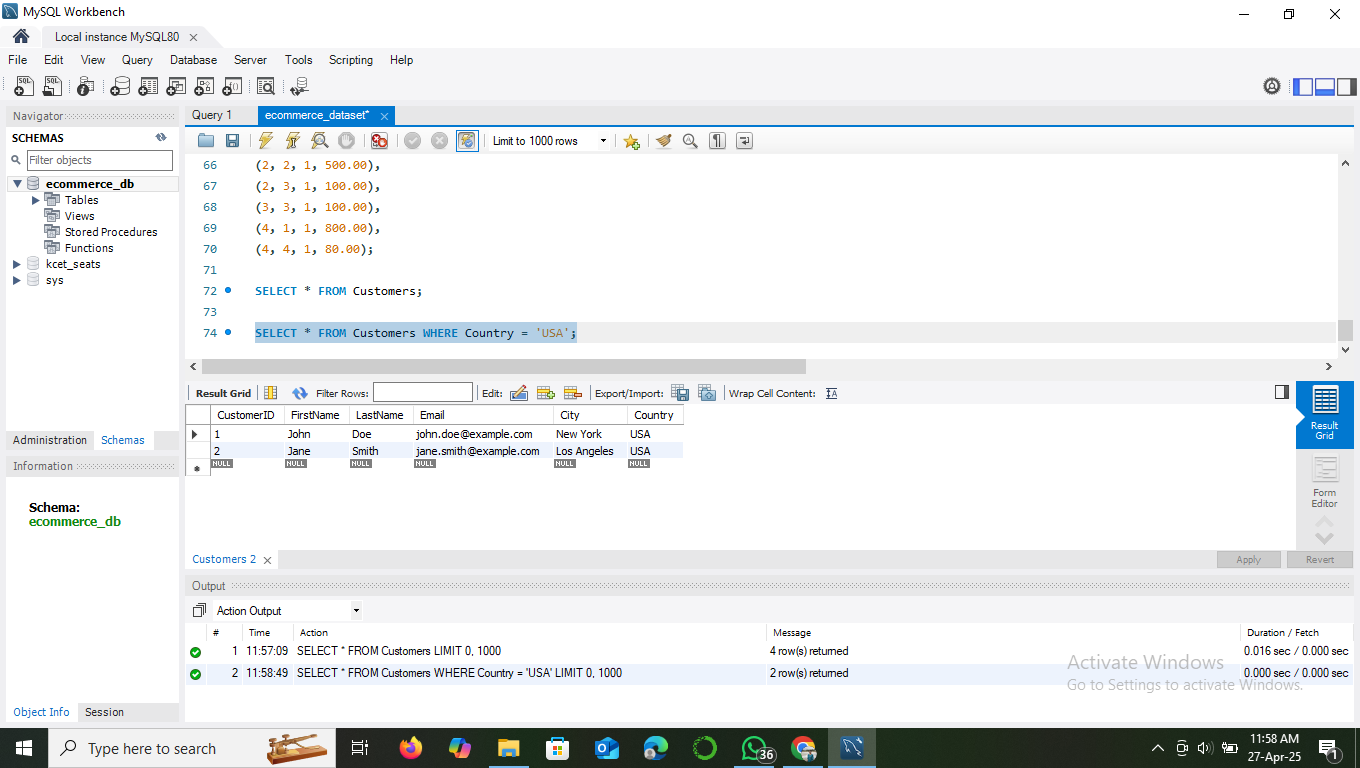 MySQL Workbench
Local instance MySQL80
File Edit View Query Database Server Tools Scripting Help
Navigator
SCHEMAS
Filter objects
ecommerce_db
Tables
Views
Stored Procedures
Functions
kcet_seats
sys
Administration Schemas
Information
Schema:
ecommerce_db
Object Info Session
Query 1 ecommerce_dataset*
Limit to 1000 rows
66 (2, 2, 1, 500.00),
67 (2, 3, 1, 100.00),
68 (3, 3, 1, 100.00),
69 (4, 1, 1, 800.00),
70 (4, 4, 1, 80.00);
71
72 SELECT * FROM Customers;
73
74 SELECT * FROM Customers WHERE Country = 'USA';
Result Grid Filter Rows: Edit: Export/Import: Wrap Cell Content: IA
CustomerID FirstName LastName Email City Country
1 John Doe john.doe@example.com New York USA
2 Jane Smith jane.smith@example.com Los Angeles USA
NULL NULL NULL NULL NULL NULL
Result
Grid
Form
Editor
Customers 2
Apply Revert
Output
Action Output
# Time Action Message Duration / Fetch
1 11:57:09 SELECT * FROM Customers LIMIT 0, 1000 4 row(s) returned 0.016 sec / 0.000 sec
2 11:58:49 SELECT * FROM Customers WHERE Country = 'USA' LIMIT 0, 1000 2 row(s) returned 0.000 sec / 0.000 sec
Activate Windows
Go to Settings to activate Windows.
Type here to search
36
11:58 AM
27-Apr-25
1